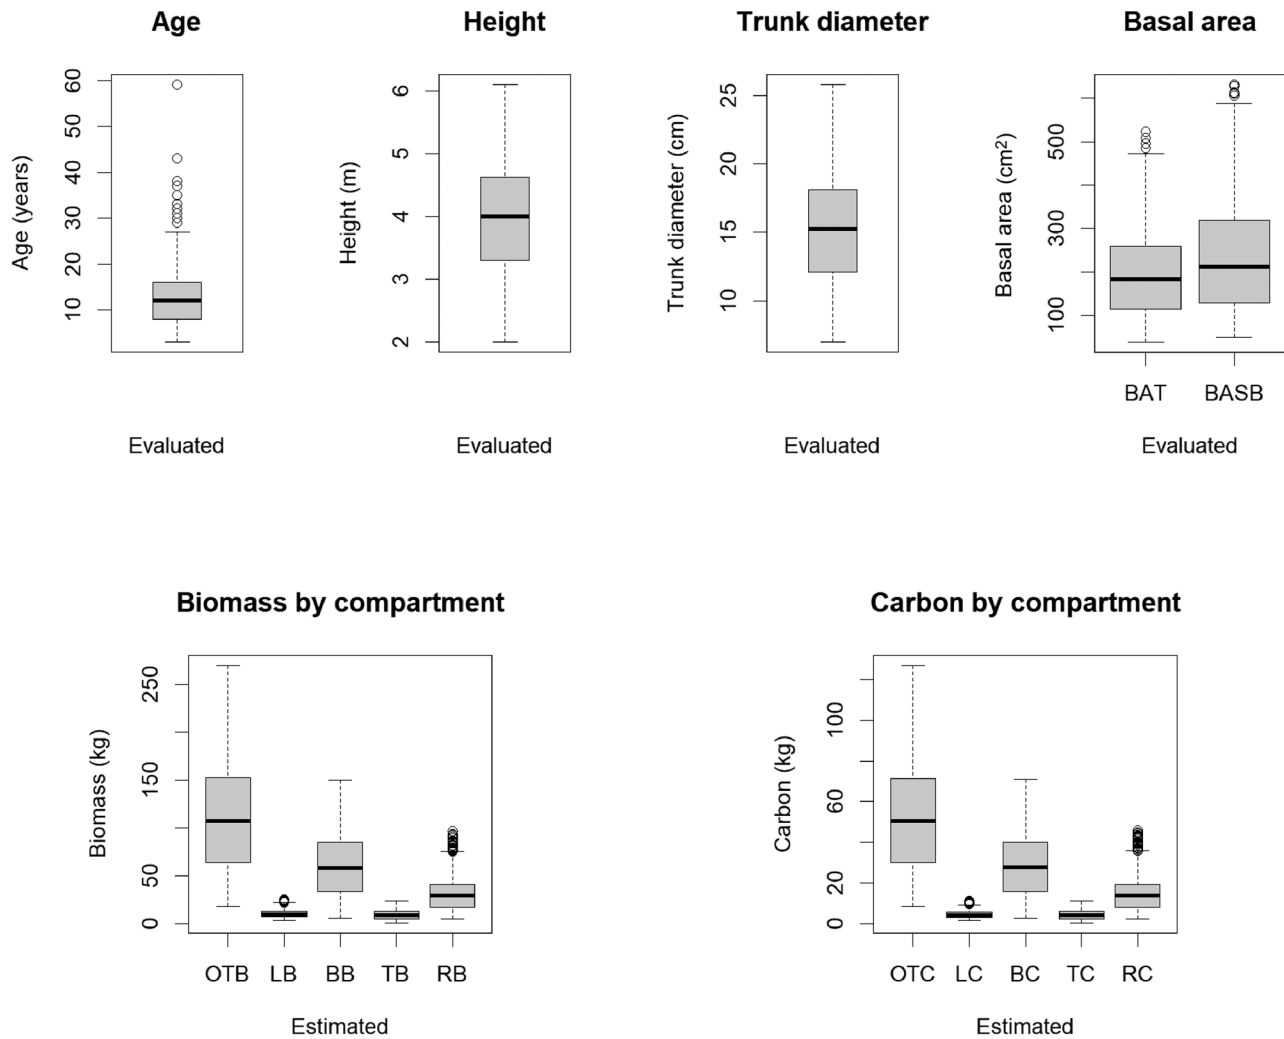 Age
Height
Trunk diameter
Basal area
Age (years)
60
50
40
30
20
10
Evaluated
Height (m)
6
5
4
3
2
Evaluated
Trunk diameter (cm)
25
20
15
10
Evaluated
Basal area (cm²)
500
300
100
BAT BASB
Evaluated
Biomass by compartment
Carbon by compartment
Biomass (kg)
250
150
50
0
OTB LB BB TB RB
Estimated
Carbon (kg)
100
60
20
0
OTC LC BC TC RC
Estimated